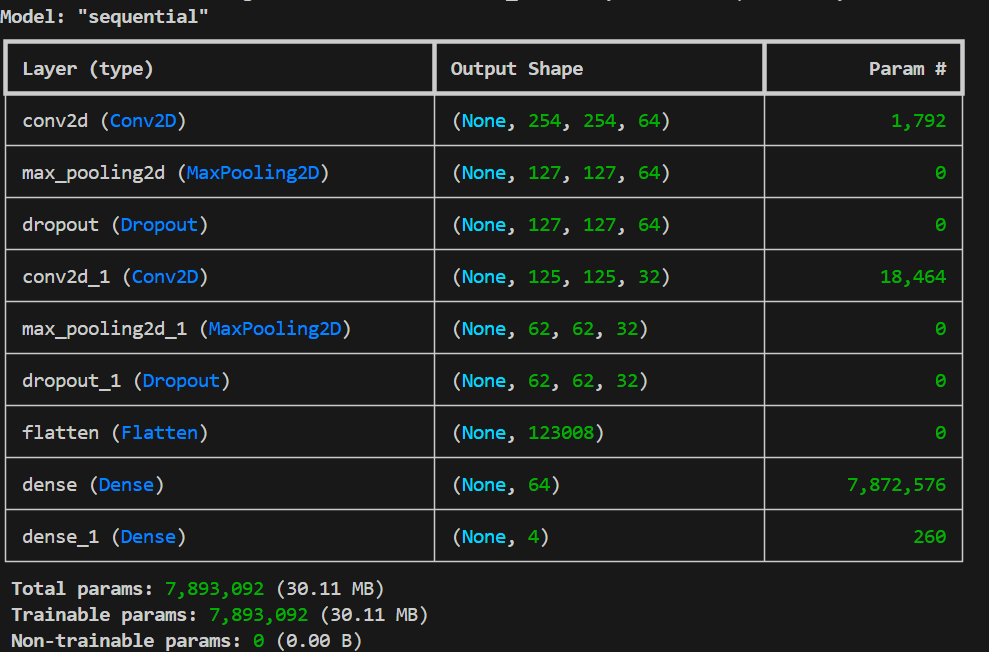 Model: "sequential"
Layer (type) Output Shape Param #
conv2d (Conv2D) (None, 254, 254, 64) 1,792
max_pooling2d (MaxPooling2D) (None, 127, 127, 64) 0
dropout (Dropout) (None, 127, 127, 64) 0
conv2d_1 (Conv2D) (None, 125, 125, 32) 18,464
max_pooling2d_1 (MaxPooling2D) (None, 62, 62, 32) 0
dropout_1 (Dropout) (None, 62, 62, 32) 0
flatten (Flatten) (None, 123008) 0
dense (Dense) (None, 64) 7,872,576
dense_1 (Dense) (None, 4) 260
Total params: 7,893,092 (30.11 MB)
Trainable params: 7,893,092 (30.11 MB)
Non-trainable params: 0 (0.00 B)